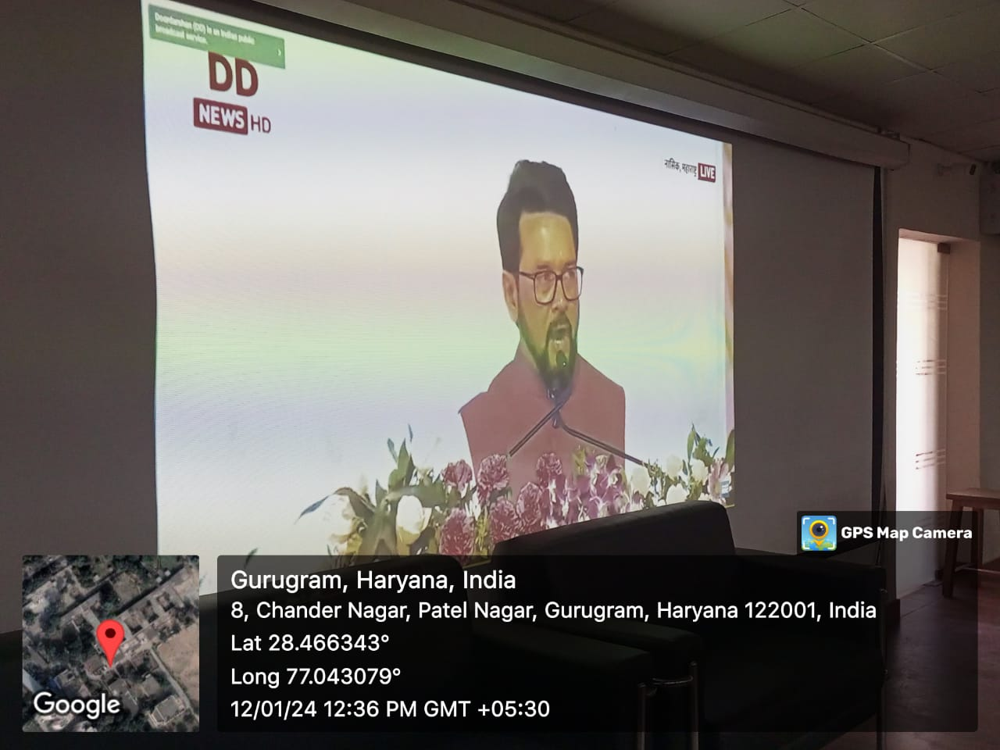 Doordarshan (DD) is an Indian public
broadcast service.
DD
NEWS HD
नासिक, महाराष्ट्र LIVE
GPS Map Camera
Gurugram, Haryana, India
8, Chander Nagar, Patel Nagar, Gurugram, Haryana 122001, India
Lat 28.466343°
Long 77.043079°
12/01/24 12:36 PM GMT +05:30
Google